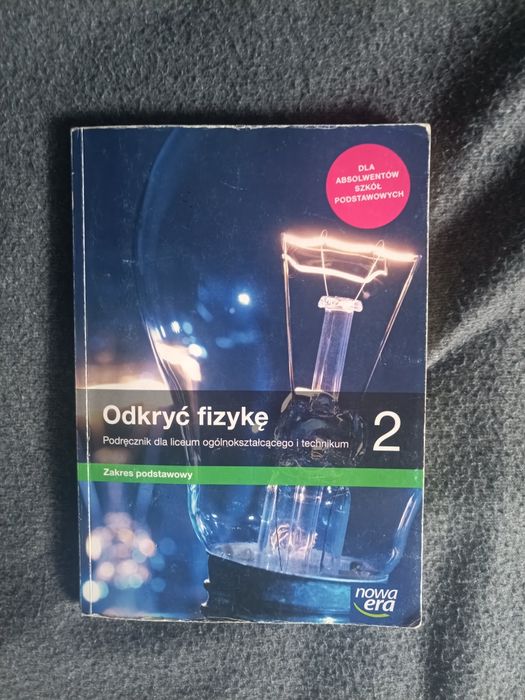 DLA
ABSOLWENTÓW
SZKÓŁ
PODSTAWOWYCH
Odkryć fizykę
2
Podręcznik dla liceum ogólnokształcącego i technikum
Zakres podstawowy
nowa
era